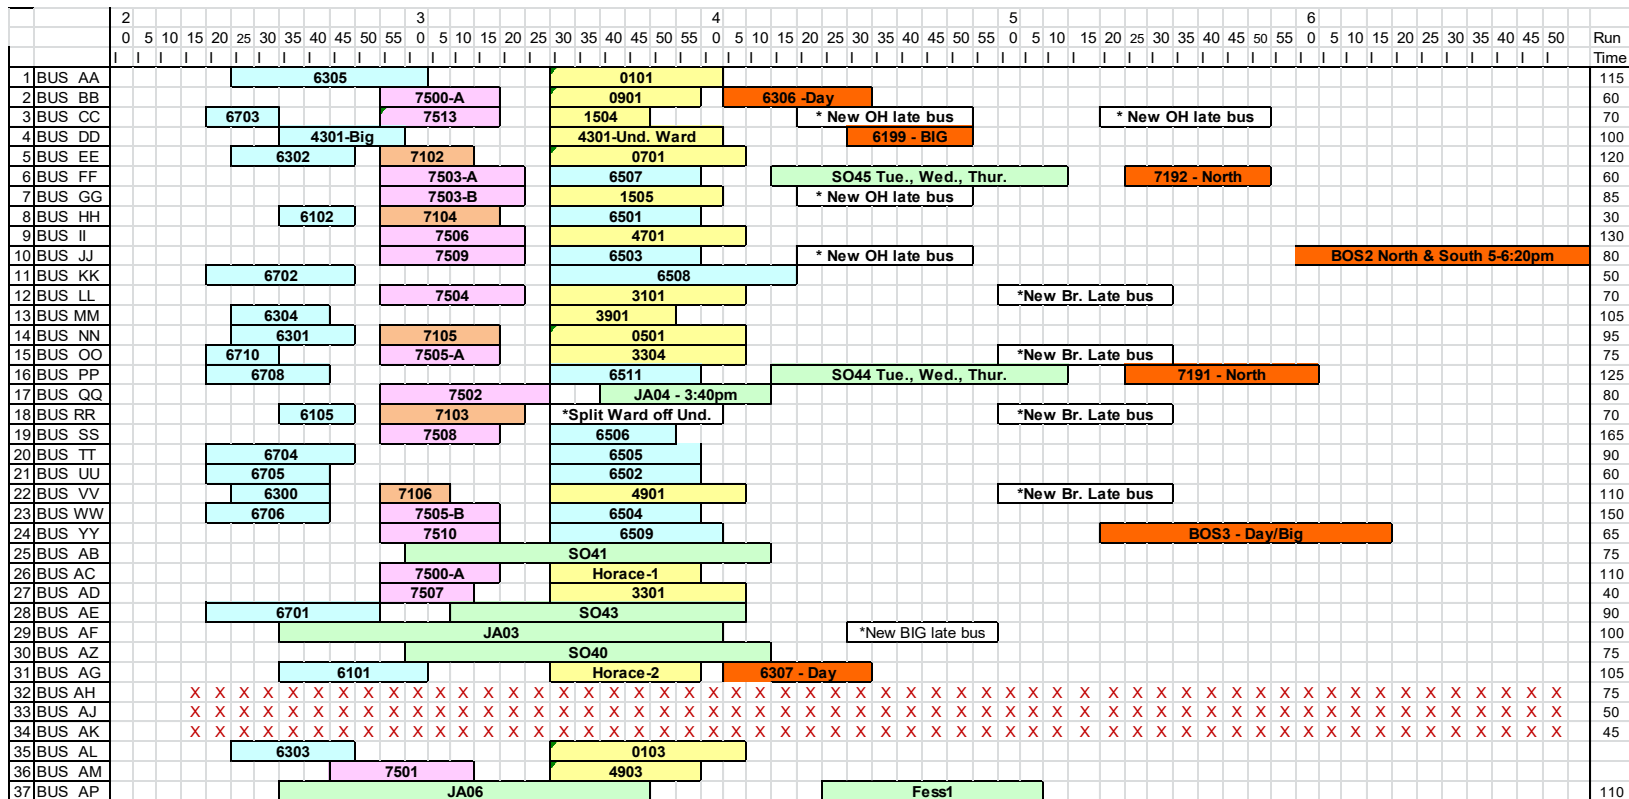 2 3 4 5 6
0 5 10 15 20 25 30 35 40 45 50 55 0 5 10 15 20 25 30 35 40 45 50 55 0 5 10 15 20 25 30 35 40 45 50 55 0 5 10 15 20 25 30 35 40 45 50 55 0 5 10 15 20 25 30 35 40 45 50 Run
Time
1 BUS AA 6305 0101 115
2 BUS BB 7500-A 0901 6306 -Day 60
3 BUS CC 6703 7513 1504 * New OH late bus * New OH late bus 70
4 BUS DD 4301-Big 4301-Und. Ward 6199 - BIG 100
5 BUS EE 6302 7102 0701 120
6 BUS FF 7503-A 6507 SO45 Tue., Wed., Thur. 7192 - North 60
7 BUS GG 7503-B 1505 * New OH late bus 85
8 BUS HH 6102 7104 6501 30
9 BUS II 7506 4701 130
10 BUS JJ 7509 6503 * New OH late bus BOS2 North & South 5-6:20pm 80
11 BUS KK 6702 6508 50
12 BUS LL 7504 3101 *New Br. Late bus 70
13 BUS MM 6304 3901 105
14 BUS NN 6301 7105 0501 95
15 BUS OO 6710 7505-A 3304 *New Br. Late bus 75
16 BUS PP 6708 6511 SO44 Tue., Wed., Thur. 7191 - North 125
17 BUS QQ 7502 JA04 - 3:40pm 80
18 BUS RR 6105 7103 *Split Ward off Und. *New Br. Late bus 70
19 BUS SS 7508 6506 165
20 BUS TT 6704 6505 90
21 BUS UU 6705 6502 60
22 BUS VV 6300 7106 4901 *New Br. Late bus 110
23 BUS WW 6706 7505-B 6504 150
24 BUS YY 7510 6509 BOS3 - Day/Big 65
25 BUS AB SO41 75
26 BUS AC 7500-A Horace-1 110
27 BUS AD 7507 3301 40
28 BUS AE 6701 SO43 90
29 BUS AF JA03 *New BIG late bus 100
30 BUS AZ SO40 75
31 BUS AG 6101 Horace-2 6307 - Day 105
32 BUS AH X X X X X X X X X X X X X X X X X X X X X X X X X X X X X X X X X X X X X X X X X X X X X X X X X X X X X X X X 75
33 BUS AJ X X X X X X X X X X X X X X X X X X X X X X X X X X X X X X X X X X X X X X X X X X X X X X X X X X X X X X X X 50
34 BUS AK X X X X X X X X X X X X X X X X X X X X X X X X X X X X X X X X X X X X X X X X X X X X X X X X X X X X X X X X 45
35 BUS AL 6303 0103
36 BUS AM 7501 4903
37 BUS AP JA06 Fess1 110